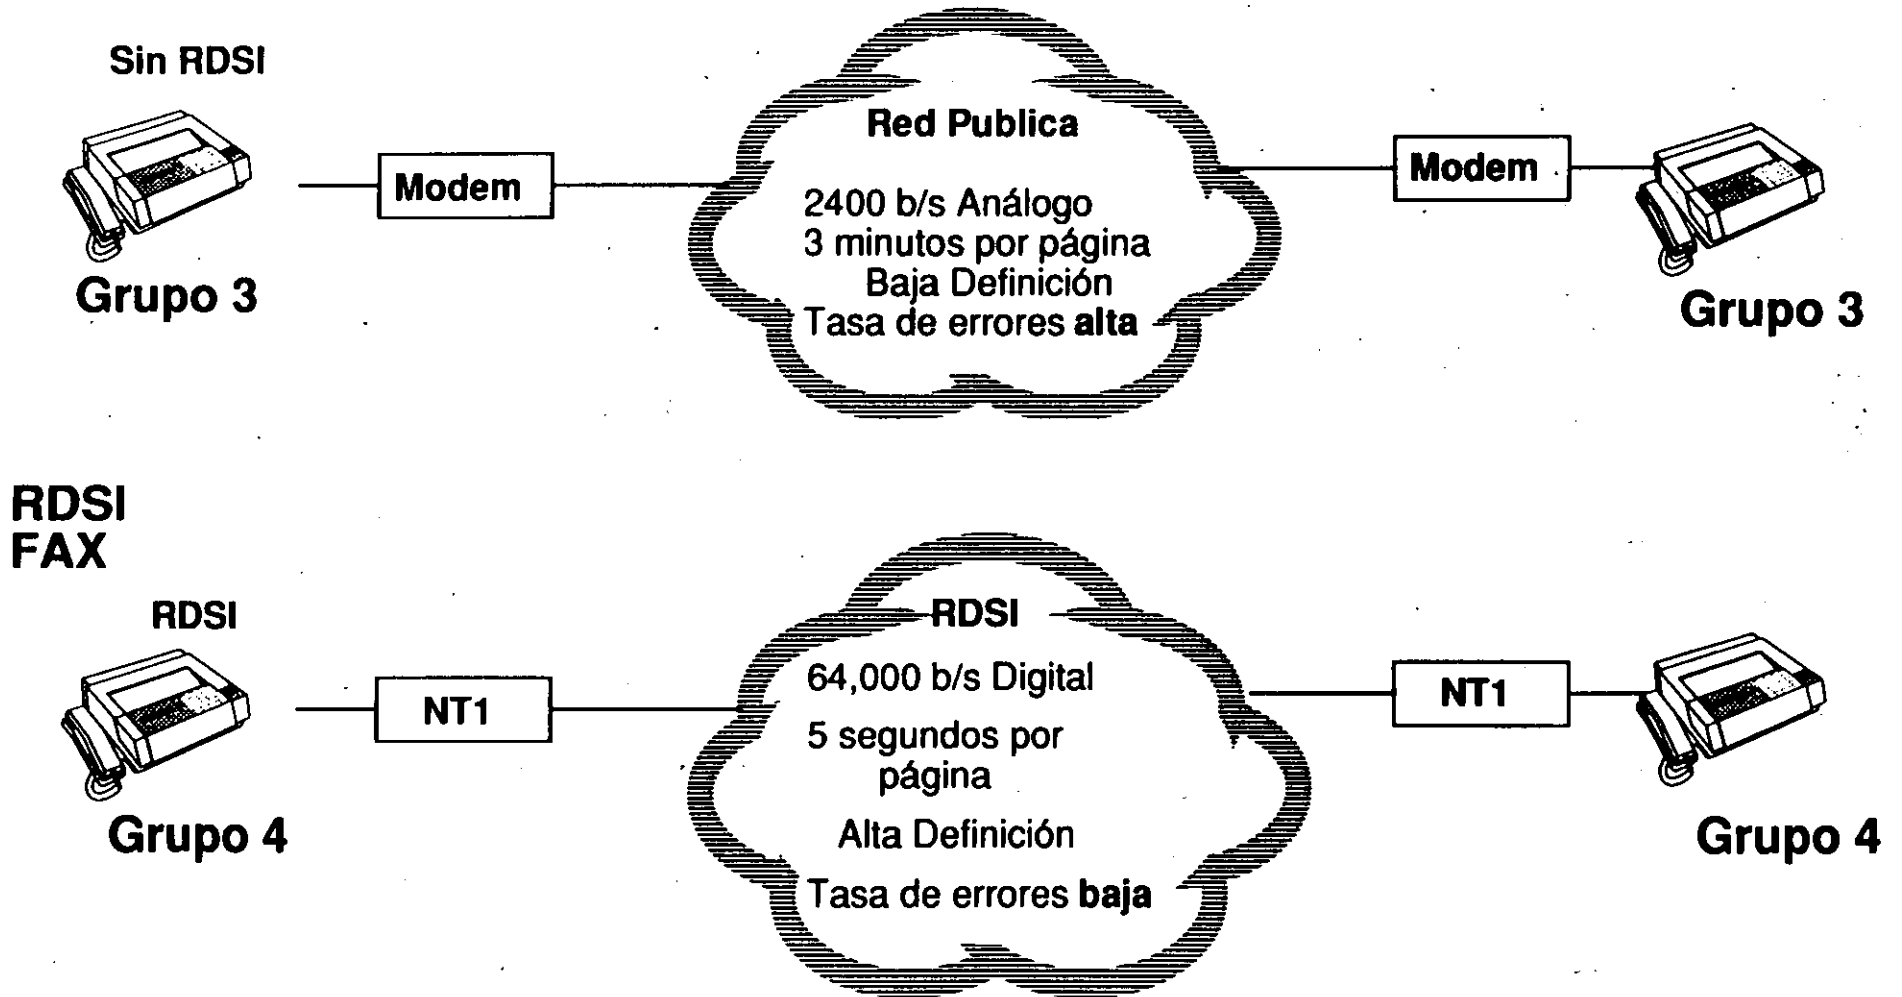 Sin RDSI
Grupo 3
Modem
Red Publica
2400 b/s Análogo
3 minutos por página
Baja Definición
Tasa de errores alta
Modem
Grupo 3
RDSI
FAX
RDSI
Grupo 4
NT1
RDSI
64,000 b/s Digital
5 segundos por
página
Alta Definición
Tasa de errores baja
NT1
Grupo 4